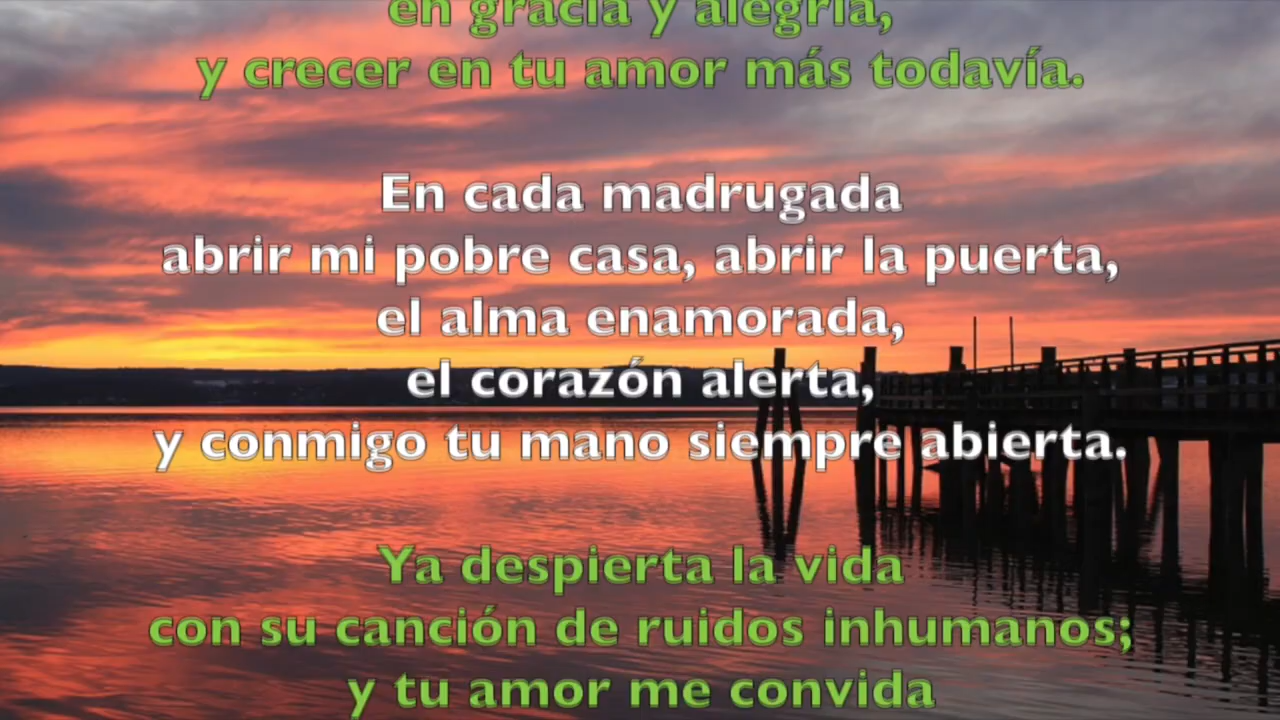 en gracia y alegría,
y crecer en tu amor más todavía.
En cada madrugada
abrir mi pobre casa, abrir la puerta,
el alma enamorada,
el corazón alerta,
y conmigo tu mano siempre abierta.
Ya despierta la vida
con su canción de ruidos inhumanos;
y tu amor me convida